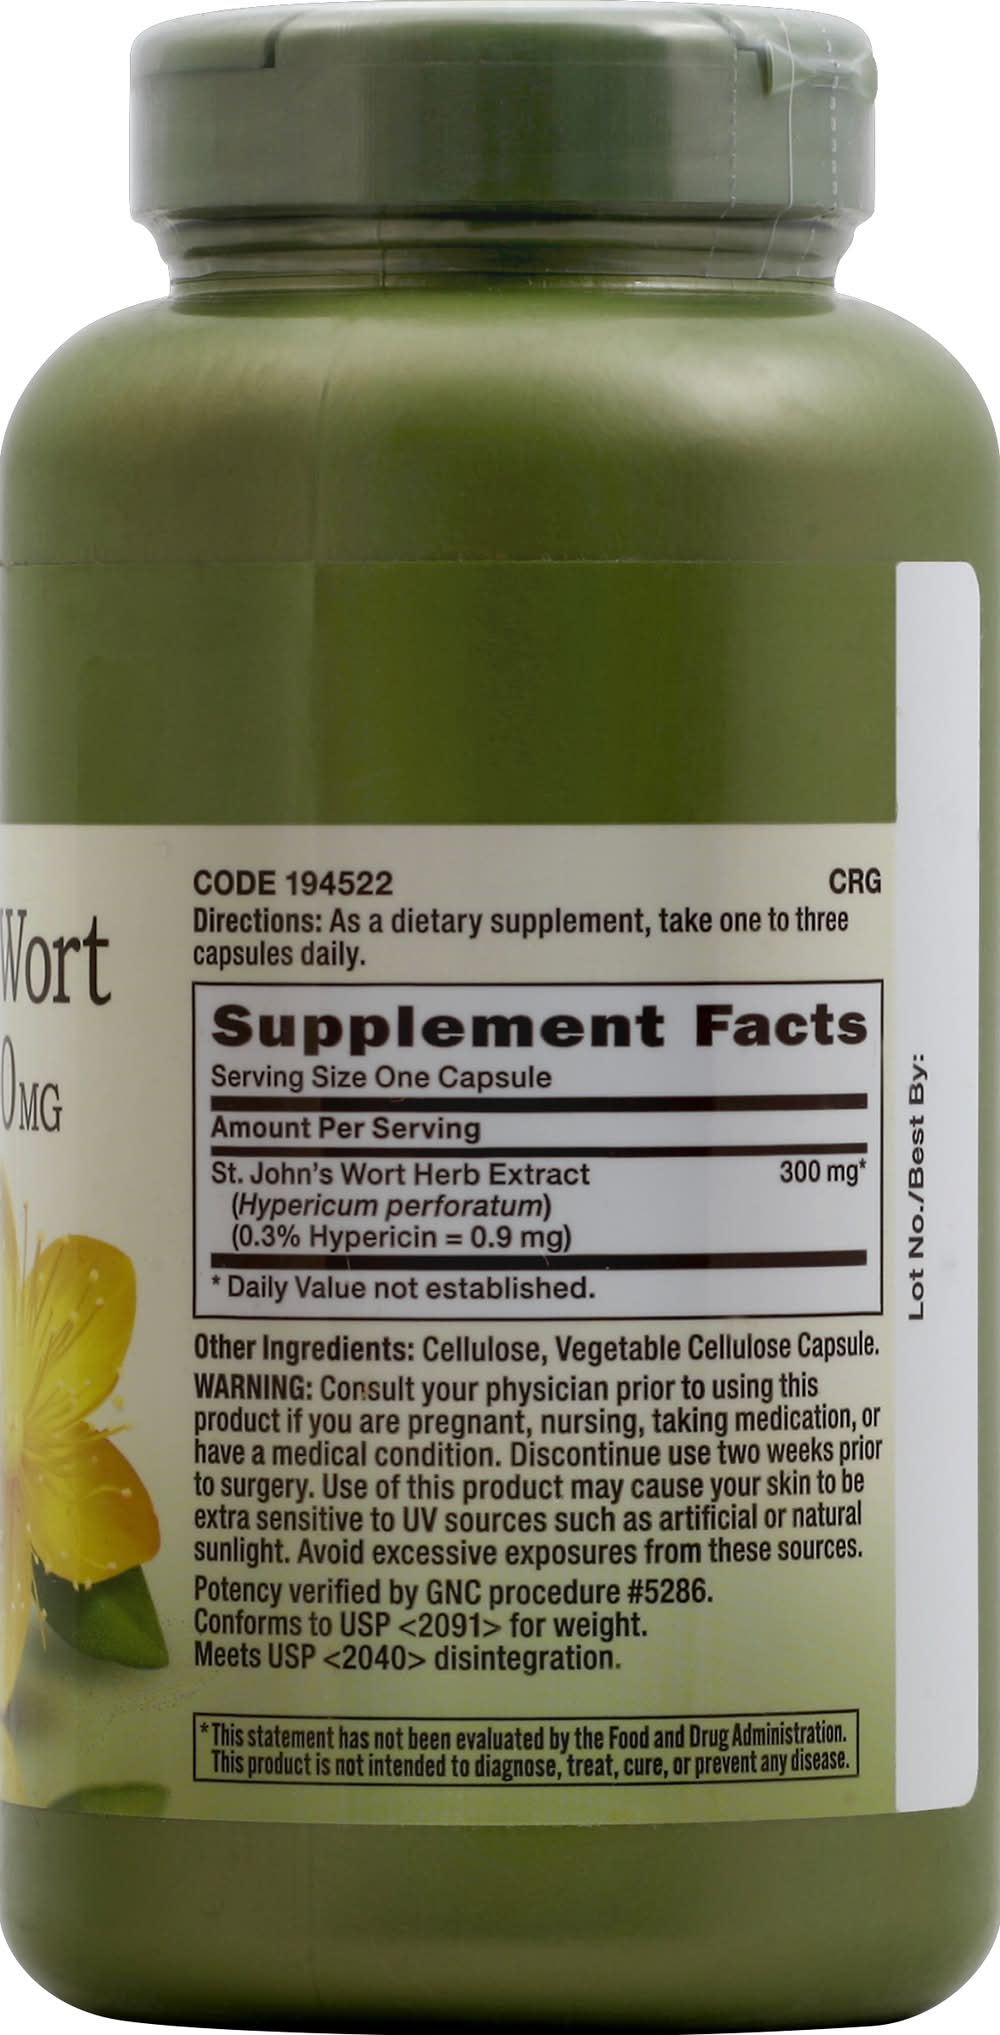 Wort
0MG
CODE 194522 CRG
Directions: As a dietary supplement, take one to three
capsules daily.
Supplement Facts
Serving Size One Capsule
Amount Per Serving
St. John's Wort Herb Extract 300 mg*
(Hypericum perforatum)
(0.3% Hypericin = 0.9 mg)
* Daily Value not established.
Other Ingredients: Cellulose, Vegetable Cellulose Capsule.
WARNING: Consult your physician prior to using this
product if you are pregnant, nursing, taking medication, or
have a medical condition. Discontinue use two weeks prior
to surgery. Use of this product may cause your skin to be
extra sensitive to UV sources such as artificial or natural
sunlight. Avoid excessive exposures from these sources.
Potency verified by GNC procedure #5286.
Conforms to USP <2091> for weight.
Meets USP <2040> disintegration.
*This statement has not been evaluated by the Food and Drug Administration.
This product is not intended to diagnose, treat, cure, or prevent any disease.
Lot No./Best By: